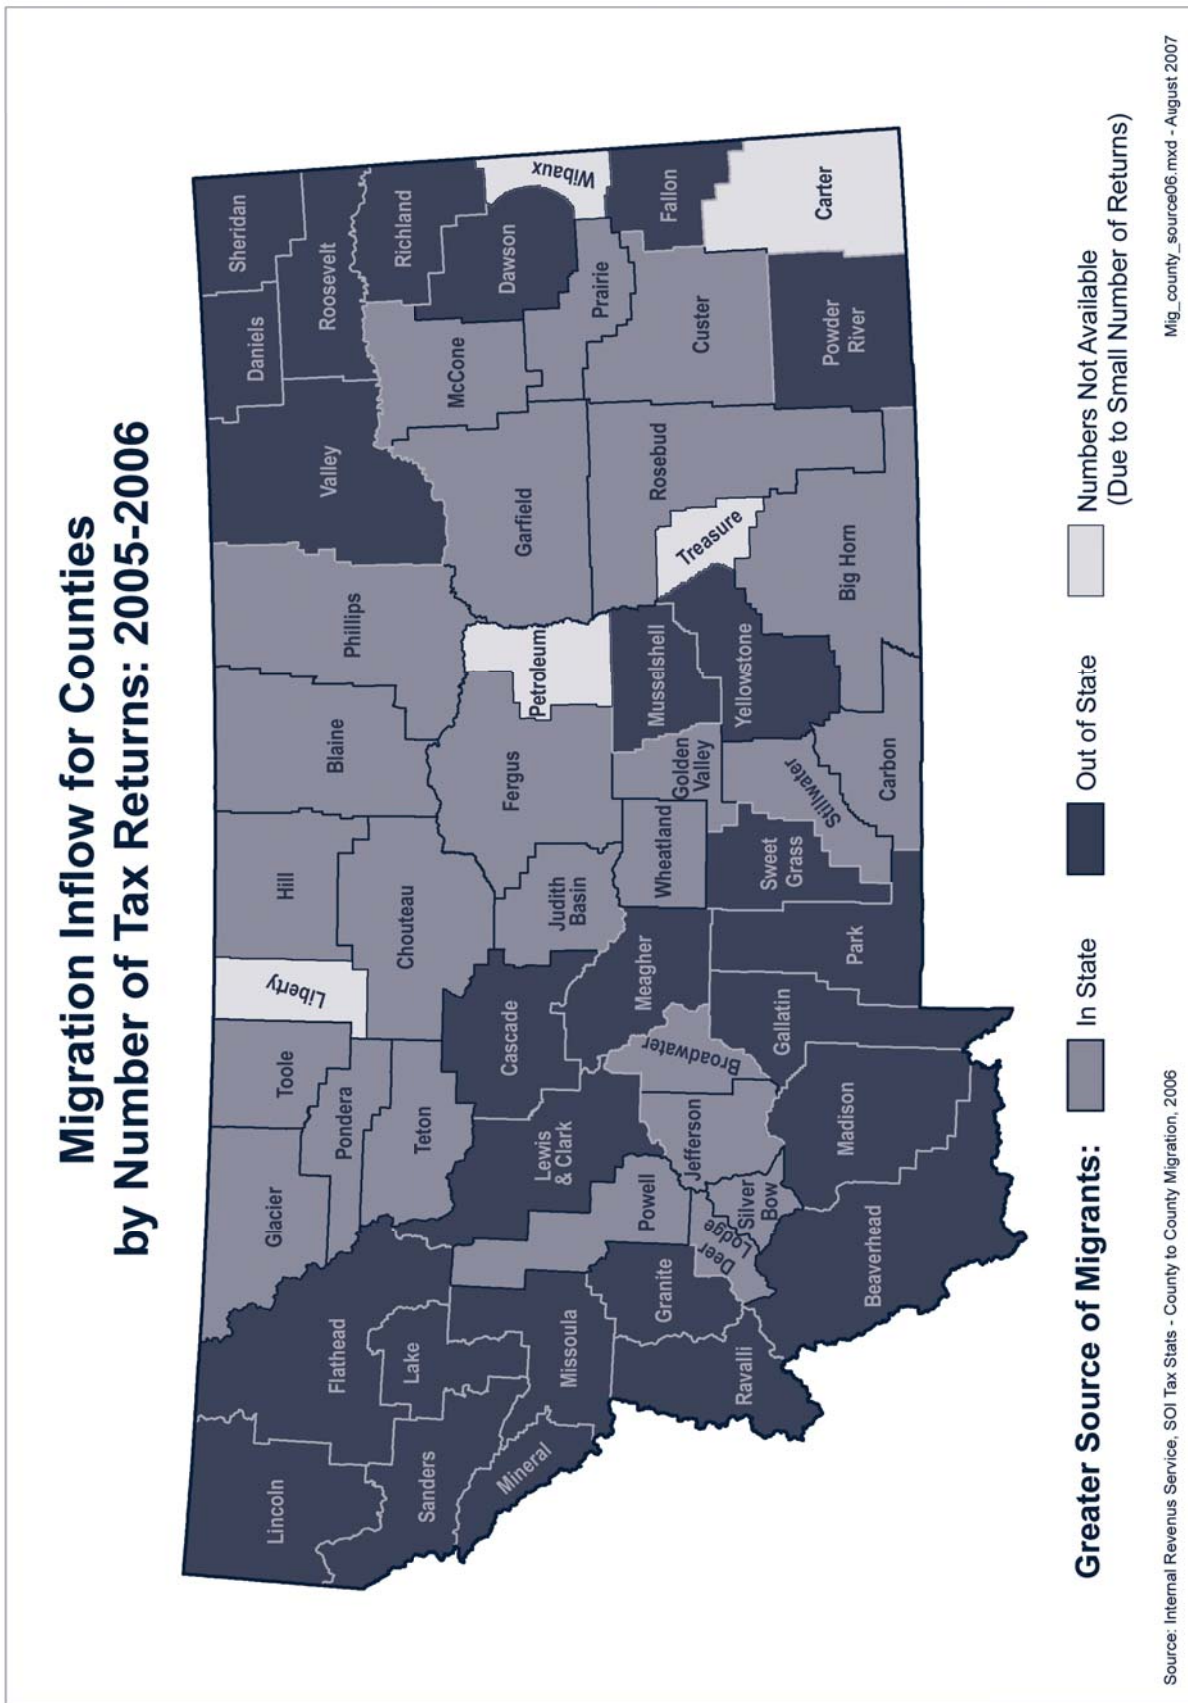 Migration Inflow for Counties
by Number of Tax Returns: 2005-2006
Lincoln
Flathead
Glacier
Toole
Liberty
Hill
Blaine
Phillips
Valley
Daniels
Sheridan
Roosevelt
Sanders
Lake
Pondera
Teton
Chouteau
Richland
McCone
Dawson
Wibaux
Mineral
Missoula
Powell
Lewis
& Clark
Cascade
Judith
Basin
Fergus
Petroleum
Garfield
Prairie
Fallon
Ravalli
Granite
Deer
Lodge
Silver
Bow
Jefferson
Broadwater
Meagher
Wheatland
Golden
Valley
Musselshell
Rosebud
Treasure
Custer
Beaverhead
Madison
Gallatin
Park
Sweet
Grass
Stillwater
Carbon
Yellowstone
Big Horn
Powder
River
Carter
Greater Source of Migrants:
In State
Out of State
Numbers Not Available
(Due to Small Number of Returns)
Source: Internal Revenus Service, SOI Tax Stats - County to County Migration, 2006
Mig_county_source06.mxd - August 2007